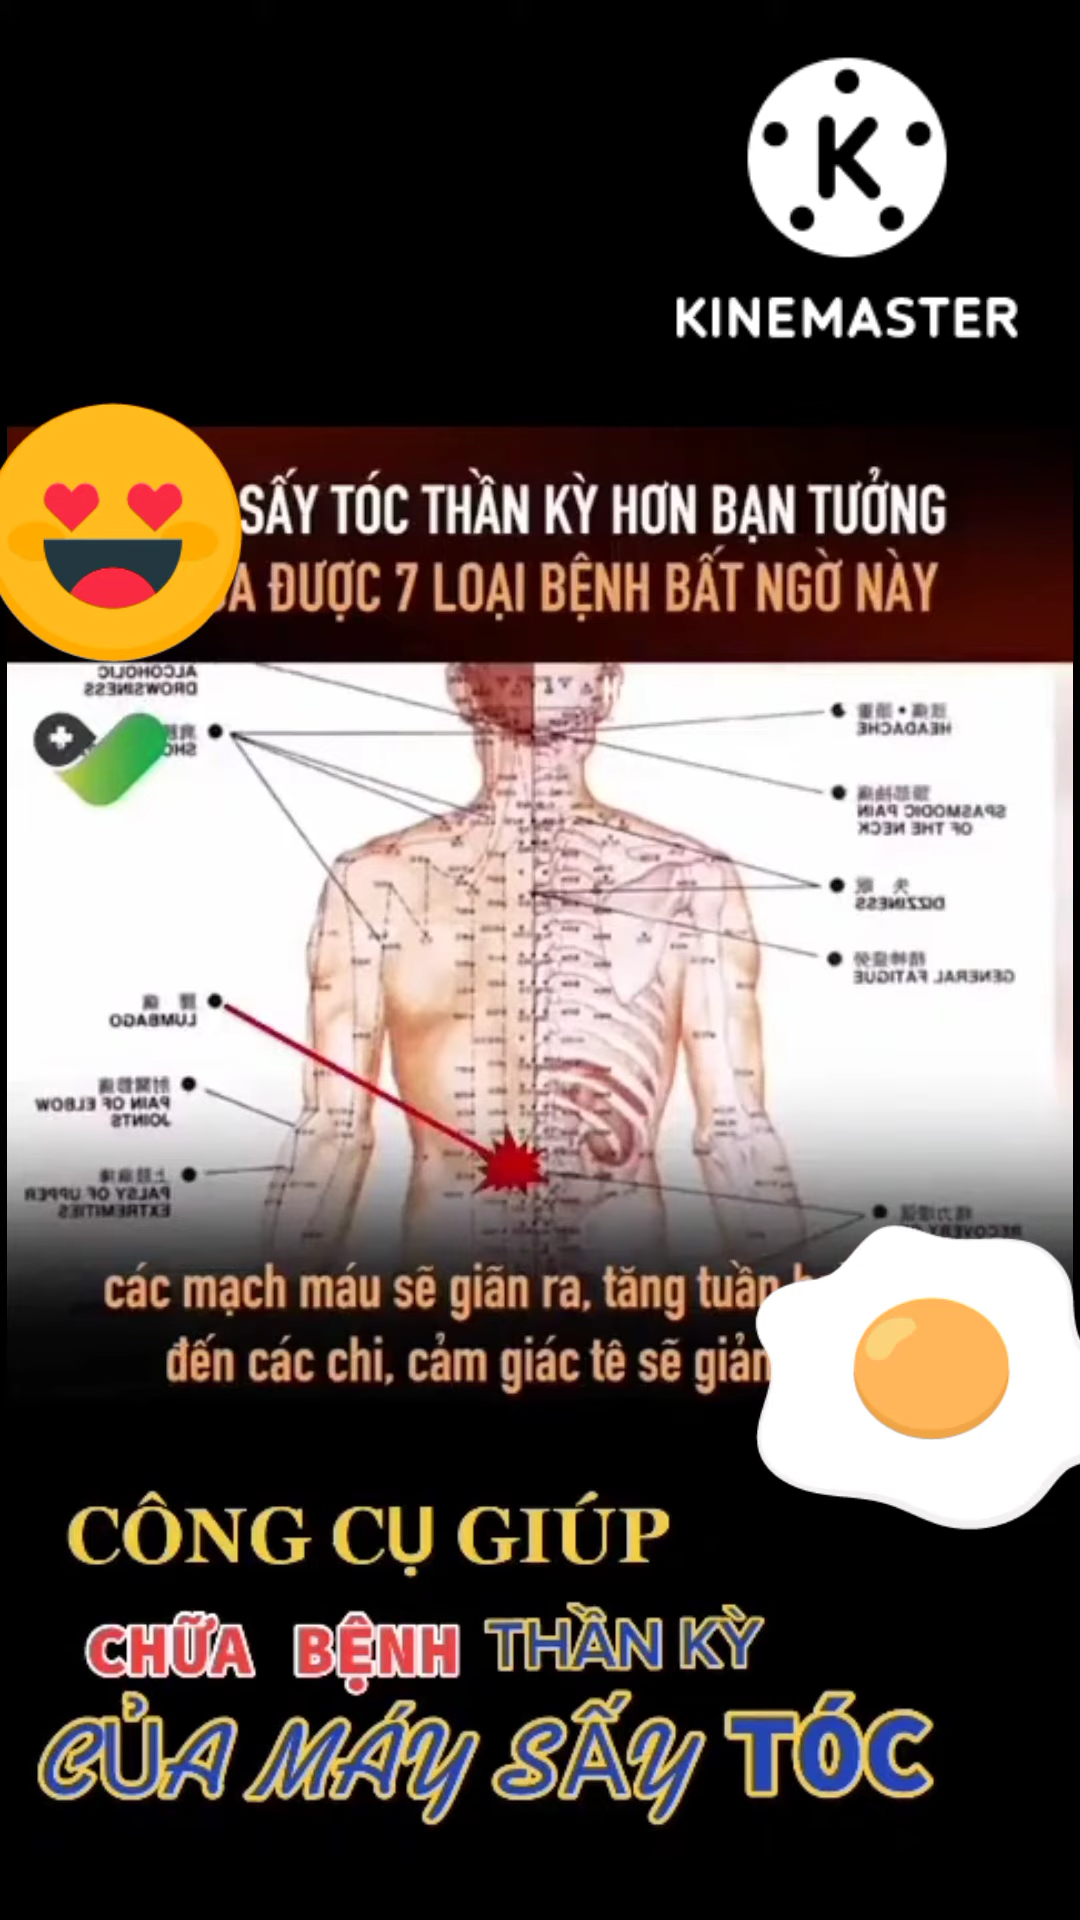 KINEMASTER
SẤY TÓC THẦN KỲ HƠN BẠN TƯỞNG
ĐƯỢC 7 LOẠI BỆNH BẤT NGỜ NÀY
ALCOHOLIC
DROWSINESS
HEADACHE
SPASMODIC PAIN
OF THE NECK
DIZZINESS
GENERAL FATIGUE
LUMBAGO
PAIN OF ELBOW
JOINTS
PALSY OF UPPER
EXTREMITIES
RECOVERY
các mạch máu sẽ giãn ra, tăng tuần
đến các chi, cảm giác tê sẽ
CÔNG CỤ GIÚP
CHỮA BỆNH THẦN KỲ
CỦA MÁY SẤY TÓC